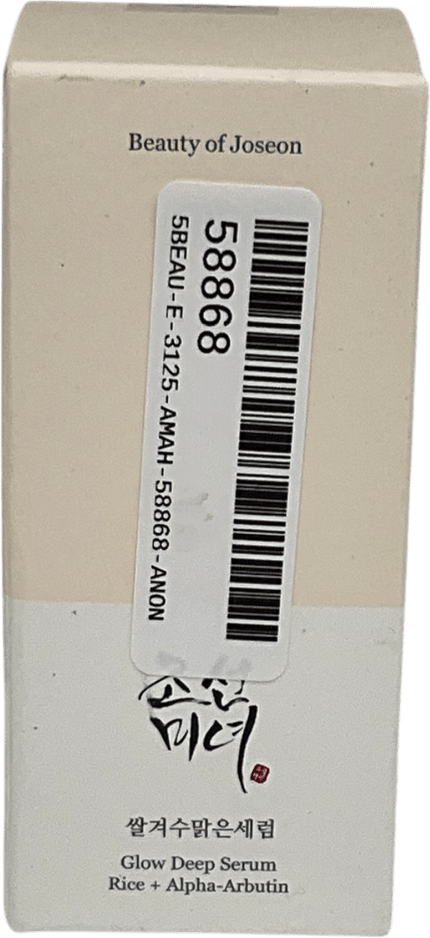 Beauty of Joseon
58868
5BEAU-E-3125-AMAH-58868-ANON
조선
미녀
쌀겨수맑은세럼
Glow Deep Serum
Rice + Alpha-Arbutin